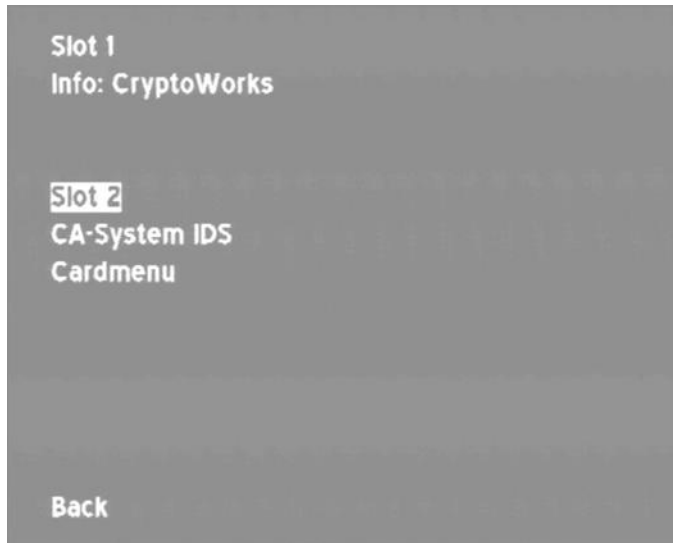 Slot 1
Info: CryptoWorks
Slot 2
CA-System IDS
Cardmenu
Back